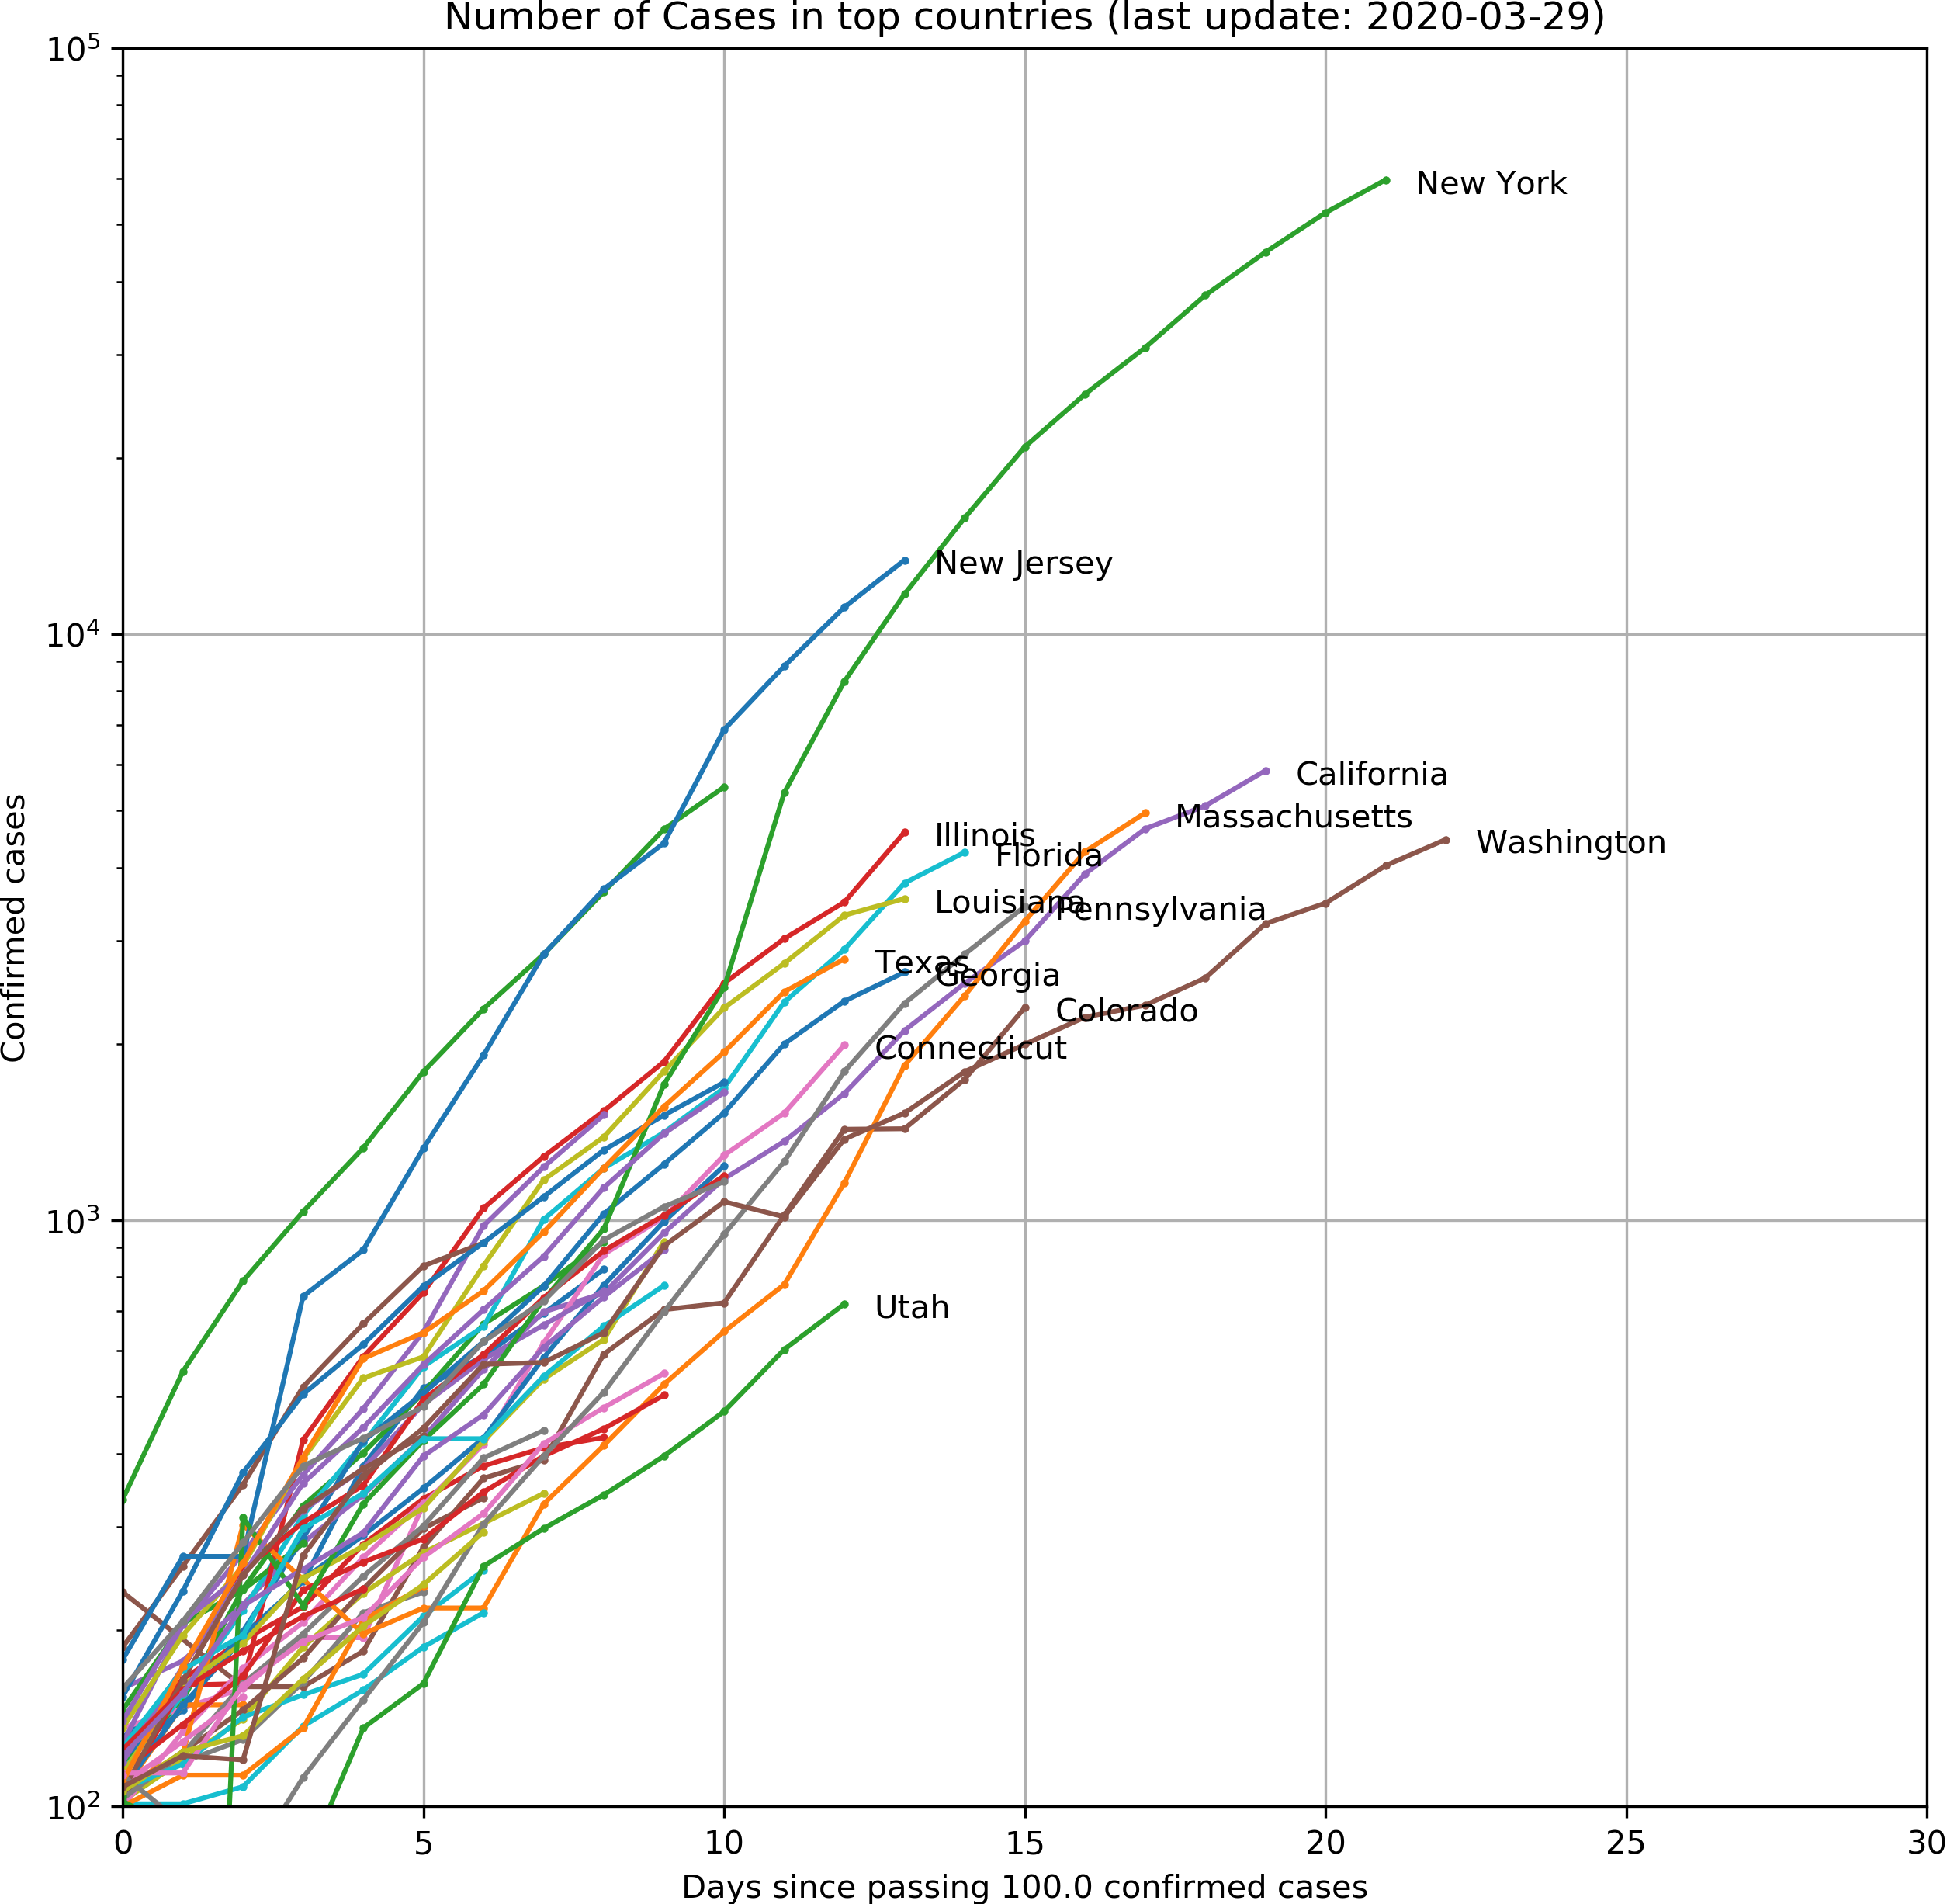 Number of Cases in top countries (last update: 2020-03-29)
10⁵
New York
New Jersey
10⁴
California
Massachusetts
Illinois
Washington
Florida
Louisiana
Pennsylvania
Texas
Georgia
Colorado
Connecticut
10³
Utah
10²
Confirmed cases
0 5 10 15 20 25 30
Days since passing 100.0 confirmed cases